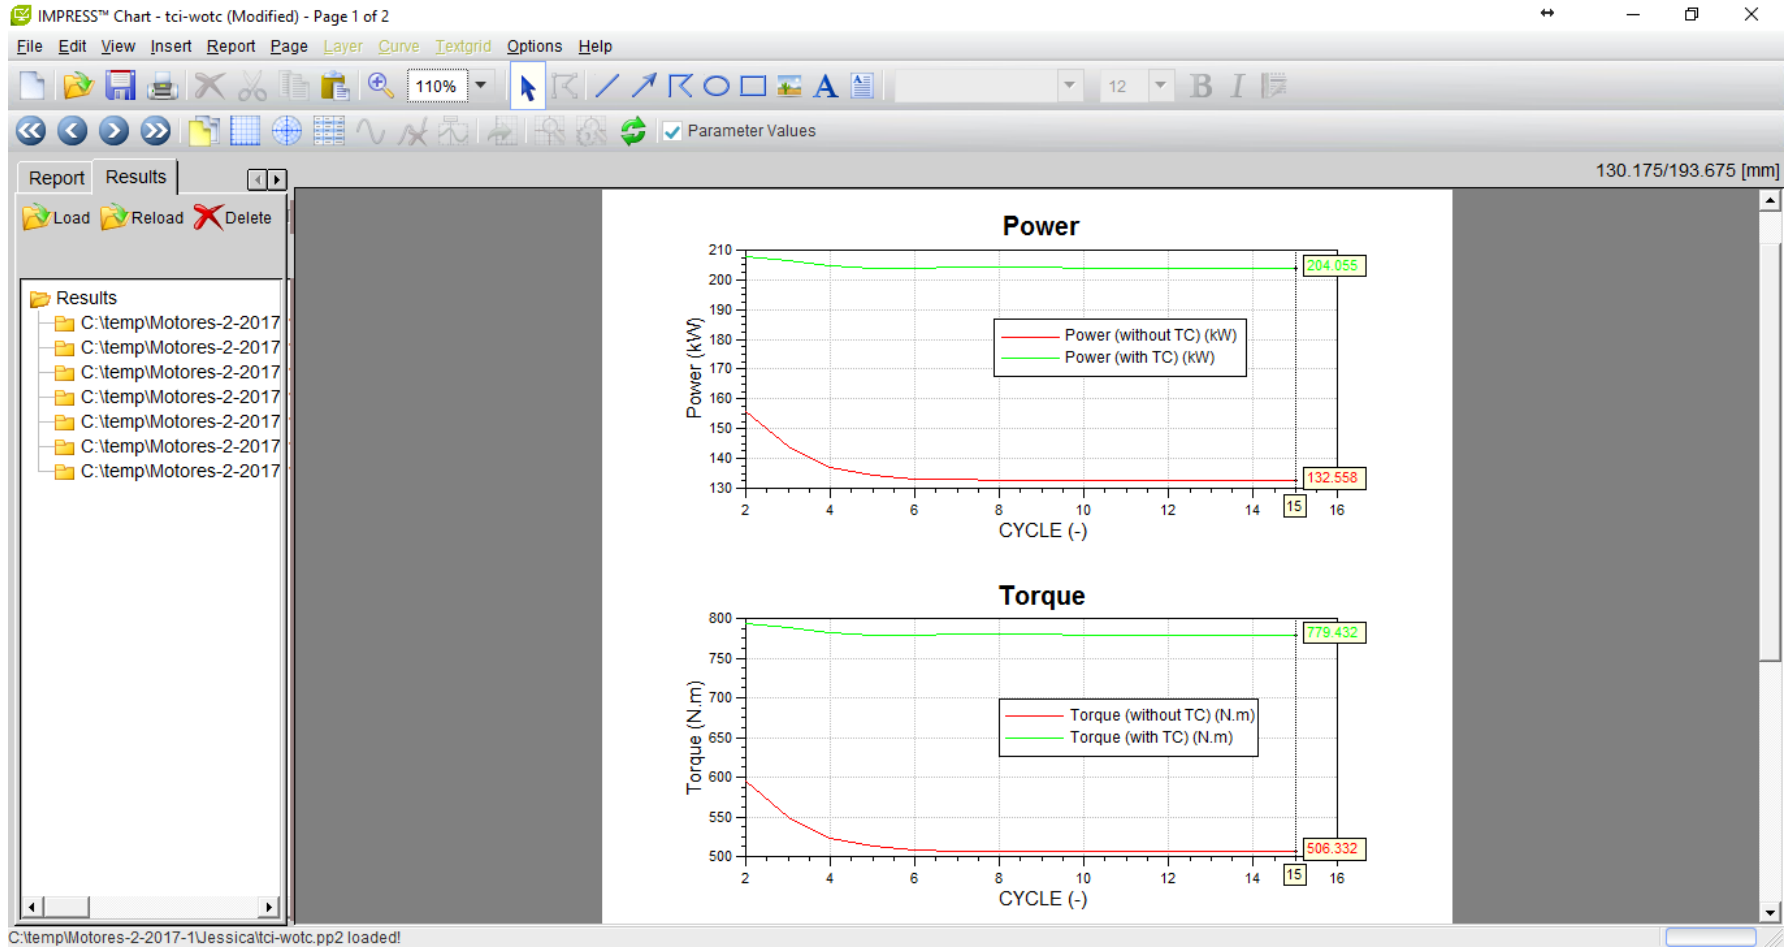 IMPRESS™ Chart - tci-wotc (Modified) - Page 1 of 2
File Edit View Insert Report Page Layer Curve Textgrid Options Help
110%
A
A
12
B I
Parameter Values
Report Results
130.175/193.675 [mm]
Load Reload Delete
Results
C:\temp\Motores-2-2017
C:\temp\Motores-2-2017
C:\temp\Motores-2-2017
C:\temp\Motores-2-2017
C:\temp\Motores-2-2017
C:\temp\Motores-2-2017
C:\temp\Motores-2-2017
Power
210
200
190
180
170
160
150
140
130
Power (kW)
204.055
Power (without TC) (kW)
Power (with TC) (kW)
132.558
2 4 6 8 10 12 14 15 16
CYCLE (-)
Torque
800
750
700
650
600
550
500
Torque (N.m)
779.432
Torque (without TC) (N.m)
Torque (with TC) (N.m)
506.332
2 4 6 8 10 12 14 15 16
CYCLE (-)
C:\temp\Motores-2-2017-1\Jessica\tci-wotc.pp2 loaded!